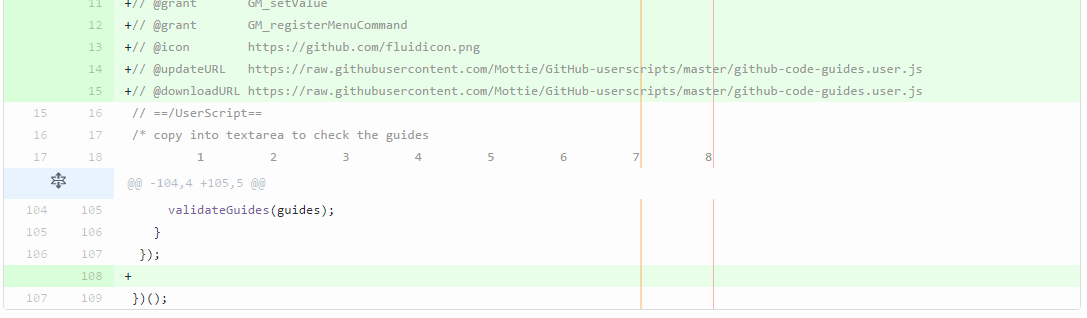 11 +// @grant       GM_setValue
12 +// @grant       GM_registerMenuCommand
13 +// @icon        https://github.com/fluidicon.png
14 +// @updateURL   https://raw.githubusercontent.com/Mottie/GitHub-userscripts/master/github-code-guides.user.js
15 +// @downloadURL https://raw.githubusercontent.com/Mottie/GitHub-userscripts/master/github-code-guides.user.js
15 16 // ==/UserScript==
16 17 /* copy into textarea to check the guides
17 18          1         2         3         4         5         6         7         8
@@ -104,4 +105,5 @@
104 105      validateGuides(guides);
105 106    }
106 107  });
108 +
107 109 })();